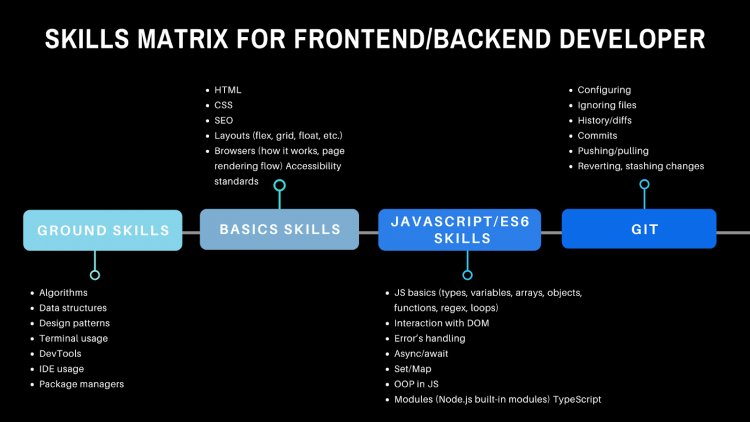 SKILLS MATRIX FOR FRONTEND/BACKEND DEVELOPER
HTML
CSS
SEO
Layouts (flex, grid, float, etc.)
Browsers (how it works, page
rendering flow) Accessibility
standards
Configuring
Ignoring files
History/diffs
Commits
Pushing/pulling
Reverting, stashing changes
GROUND SKILLS
BASICS SKILLS
JAVASCRIPT/ES6
SKILLS
GIT
Algorithms
Data structures
Design patterns
Terminal usage
DevTools
IDE usage
Package managers
JS basics (types, variables, arrays, objects,
functions, regex, loops)
Interaction with DOM
Error's handling
Async/await
Set/Map
OOP in JS
Modules (Node.js built-in modules) TypeScript